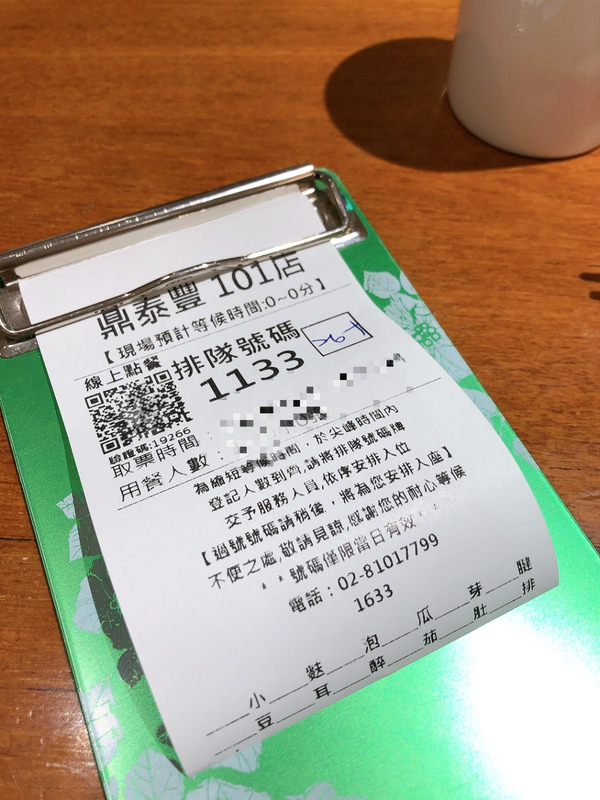 鼎泰豐 101店
【現場預計等侯時間:0~0分】
線上點餐
排隊號碼
1133
驗證碼:19266
取票時間:
用餐人數:
為縮短等候時間，於尖峰時間內
登記人數到齊,請將排隊號碼牌
交予服務人員,依序安排入位
【過號號碼請稍後，將為您安排入座】
不便之處,敬請見諒,感謝您的耐心等候
**號碼僅限當日有效
電話：02-81017799
1633
小 麩 泡 瓜 芽 腱
豆 耳 醉 茄 肚 排